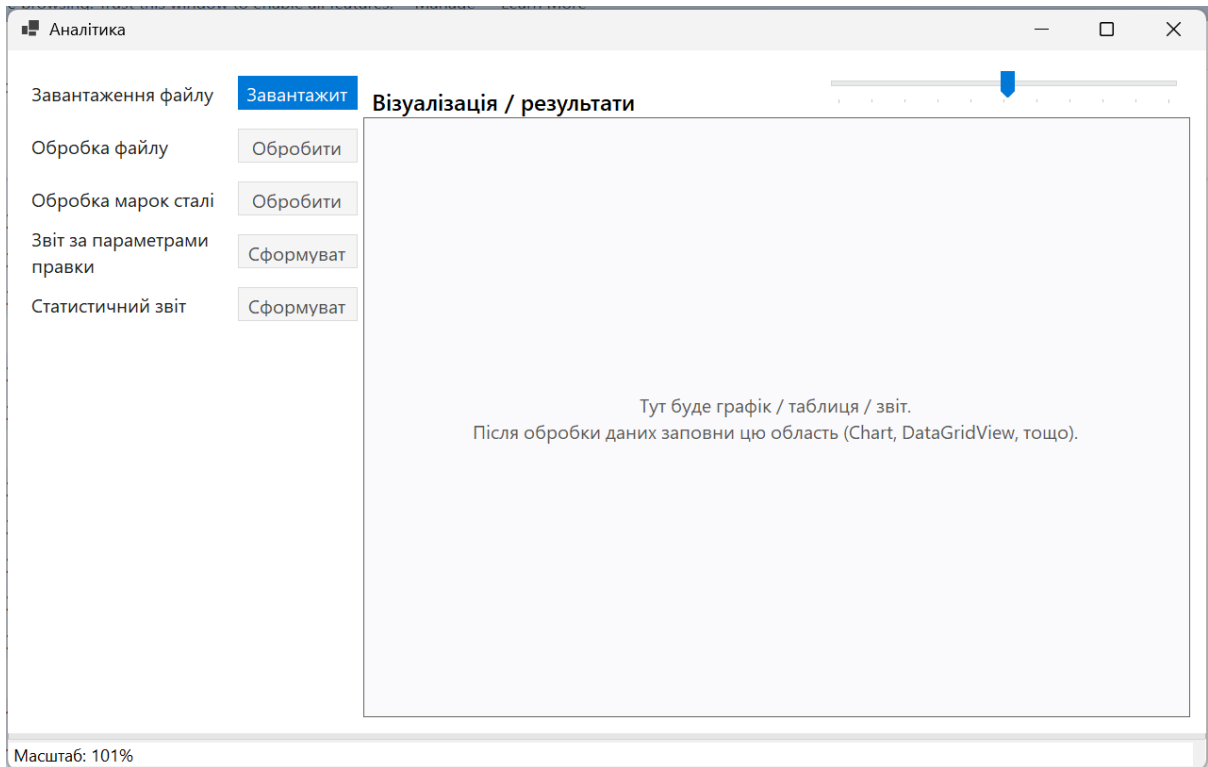 Аналітика
Завантаження файлу
Завантажит
Візуалізація / результати
Обробка файлу
Обробити
Обробка марок сталі
Обробити
Звіт за параметрами
правки
Сформуват
Статистичний звіт
Сформуват
Тут буде графік / таблиця / звіт.
Після обробки даних заповни цю область (Chart, DataGridView, тощо).
Масштаб: 101%